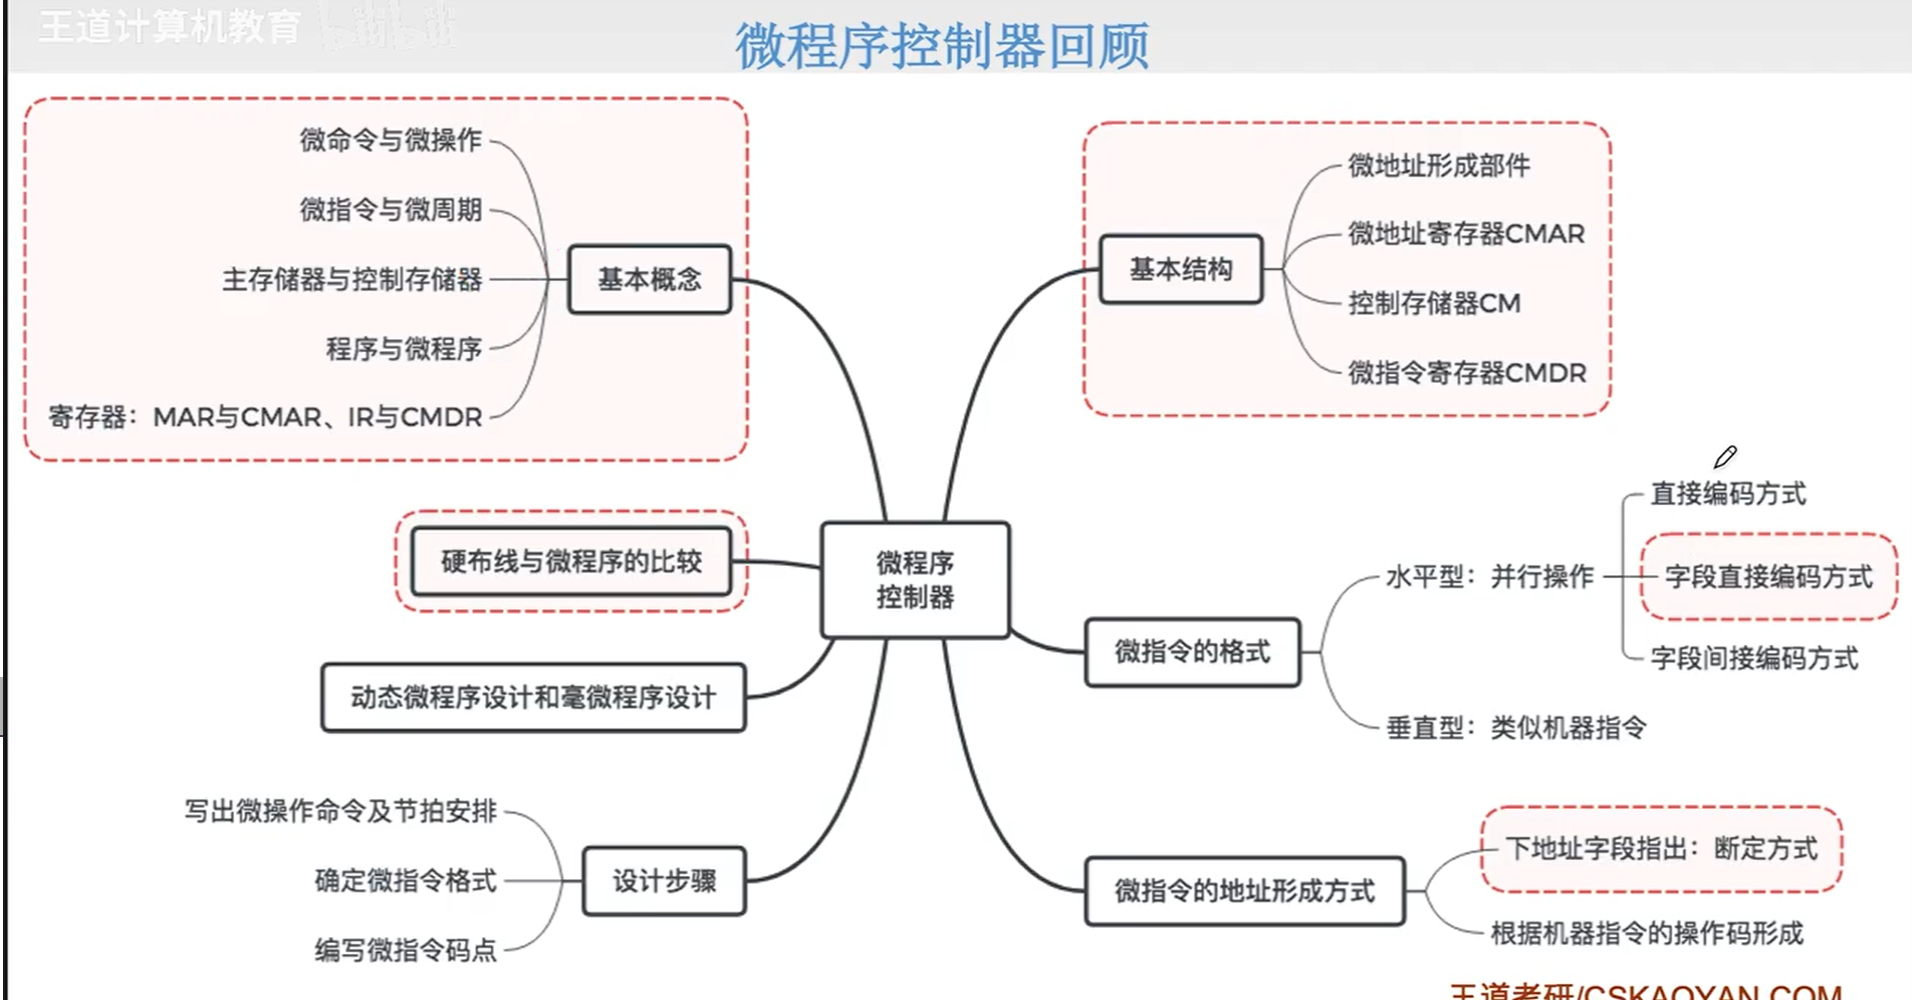 王道计算机教育 bilibili
微程序控制器回顾
微命令与微操作
微指令与微周期
主存储器与控制存储器
程序与微程序
寄存器：MAR与CMAR、IR与CMDR
基本概念
微地址形成部件
微地址寄存器CMAR
控制存储器CM
微指令寄存器CMDR
基本结构
硬布线与微程序的比较
微程序
控制器
动态微程序设计和毫微程序设计
写出微操作命令及节拍安排
确定微指令格式
编写微指令码点
设计步骤
微指令的格式
水平型：并行操作
直接编码方式
字段直接编码方式
字段间接编码方式
垂直型：类似机器指令
微指令的地址形成方式
下地址字段指出：断定方式
根据机器指令的操作码形成
王道考研/CSKAOYAN.COM